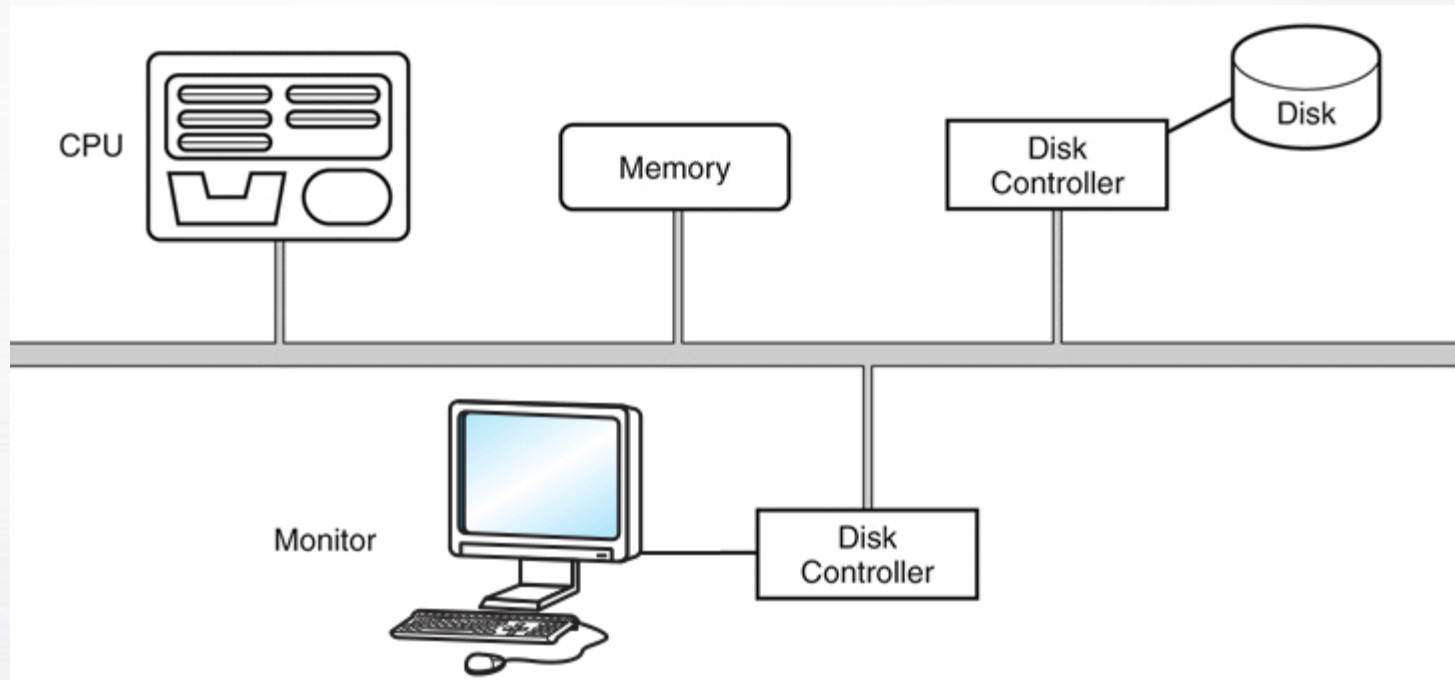 CPU
Memory
Disk
Controller
Disk
Monitor
Disk
Controller